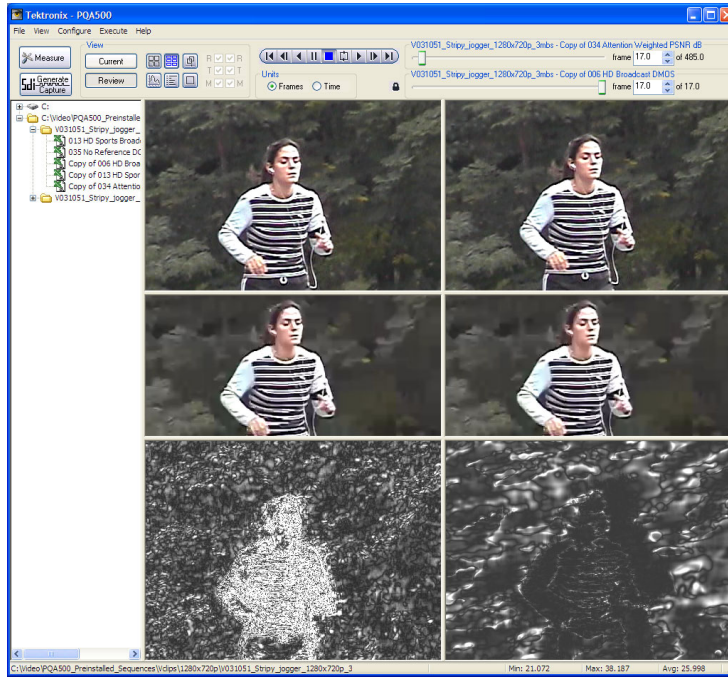 Tektronix - PQA500
File View Configure Execute Help
Measure
Generate
Capture
View
Current
Review
R T M
R T M
Units
Frames Time
V031051_Stripy_jogger_1280x720p_3mbs - Copy of 034 Attention Weighted PSNR dB
frame 17.0 of 485.0
V031051_Stripy_jogger_1280x720p_3mbs - Copy of 006 HD Broadcast DMOS
frame 17.0 of 17.0
C:
C:\Video\PQA500_Preinstalle
V031051_Stripy_jogger_
013 HD Sports Broad
035 No Reference DC
Copy of 006 HD Broa
Copy of 013 HD Spor
Copy of 034 Attentio
V031051_Stripy_jogger_
C:\Video\PQA500_Preinstalled_Sequences\Vclips\1280x720p\V031051_Stripy_jogger_1280x720p_3
Min: 21.072 Max: 38.187 Avg: 25.998